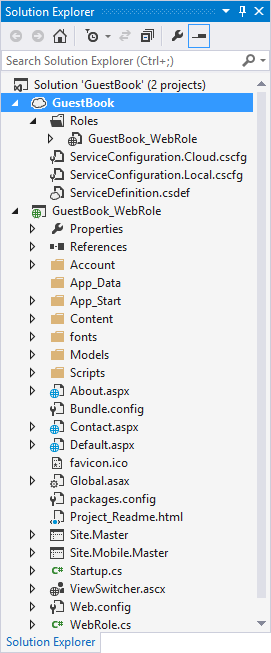 Solution Explorer
Search Solution Explorer (Ctrl+;)
Solution 'GuestBook' (2 projects)
GuestBook
Roles
GuestBook_WebRole
ServiceConfiguration.Cloud.cscfg
ServiceConfiguration.Local.cscfg
ServiceDefinition.csdef
GuestBook_WebRole
Properties
References
Account
App_Data
App_Start
Content
fonts
Models
Scripts
About.aspx
Bundle.config
Contact.aspx
Default.aspx
favicon.ico
Global.asax
packages.config
Project_Readme.html
Site.Master
Site.Mobile.Master
C# Startup.cs
ViewSwitcher.ascx
Web.config
C# WebRole.cs
Solution Explorer